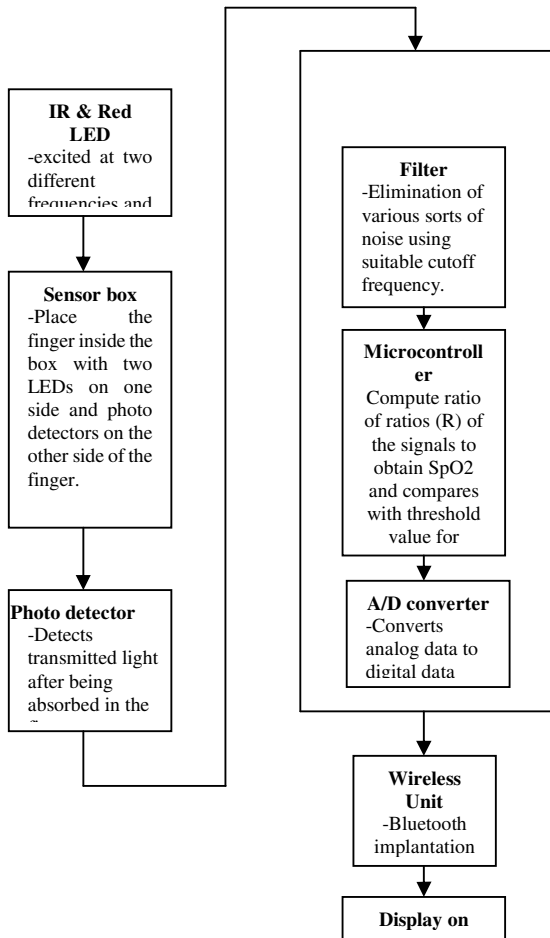 IR & Red
LED
-excited at two
different
frequencies and
Sensor box
-Place the
finger inside the
box with two
LEDs on one
side and photo
detectors on the
other side of the
finger.
Photo detector
-Detects
transmitted light
after being
absorbed in the
Filter
-Elimination of
various sorts of
noise using
suitable cutoff
frequency.
Microcontroll
er
Compute ratio
of ratios (R) of
the signals to
obtain SpO2
and compares
with threshold
value for
A/D converter
-Converts
analog data to
digital data
Wireless
Unit
-Bluetooth
implantation
Display on